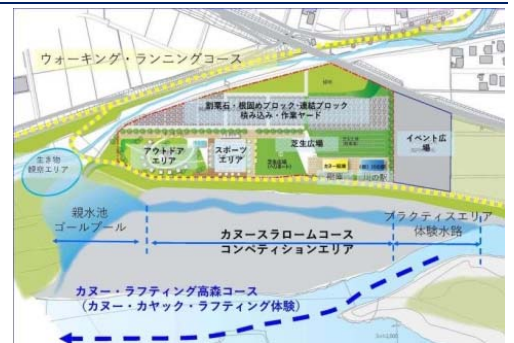 ウォーキング・ランニングコース
割栗石・根固めブロック・連結ブロック
積み込み・作業ヤード
アウトドア
エリア
スポーツ
エリア
芝生広場
イベント広
場
生き物
観察エリア
艇庫
川の駅
親水池
ゴールプール
カヌースラロームコース
コンペティションエリア
プラクティスエリア
体験水路
カヌー・ラフティング高森コース
(カヌー・カヤック・ラフティング体験)